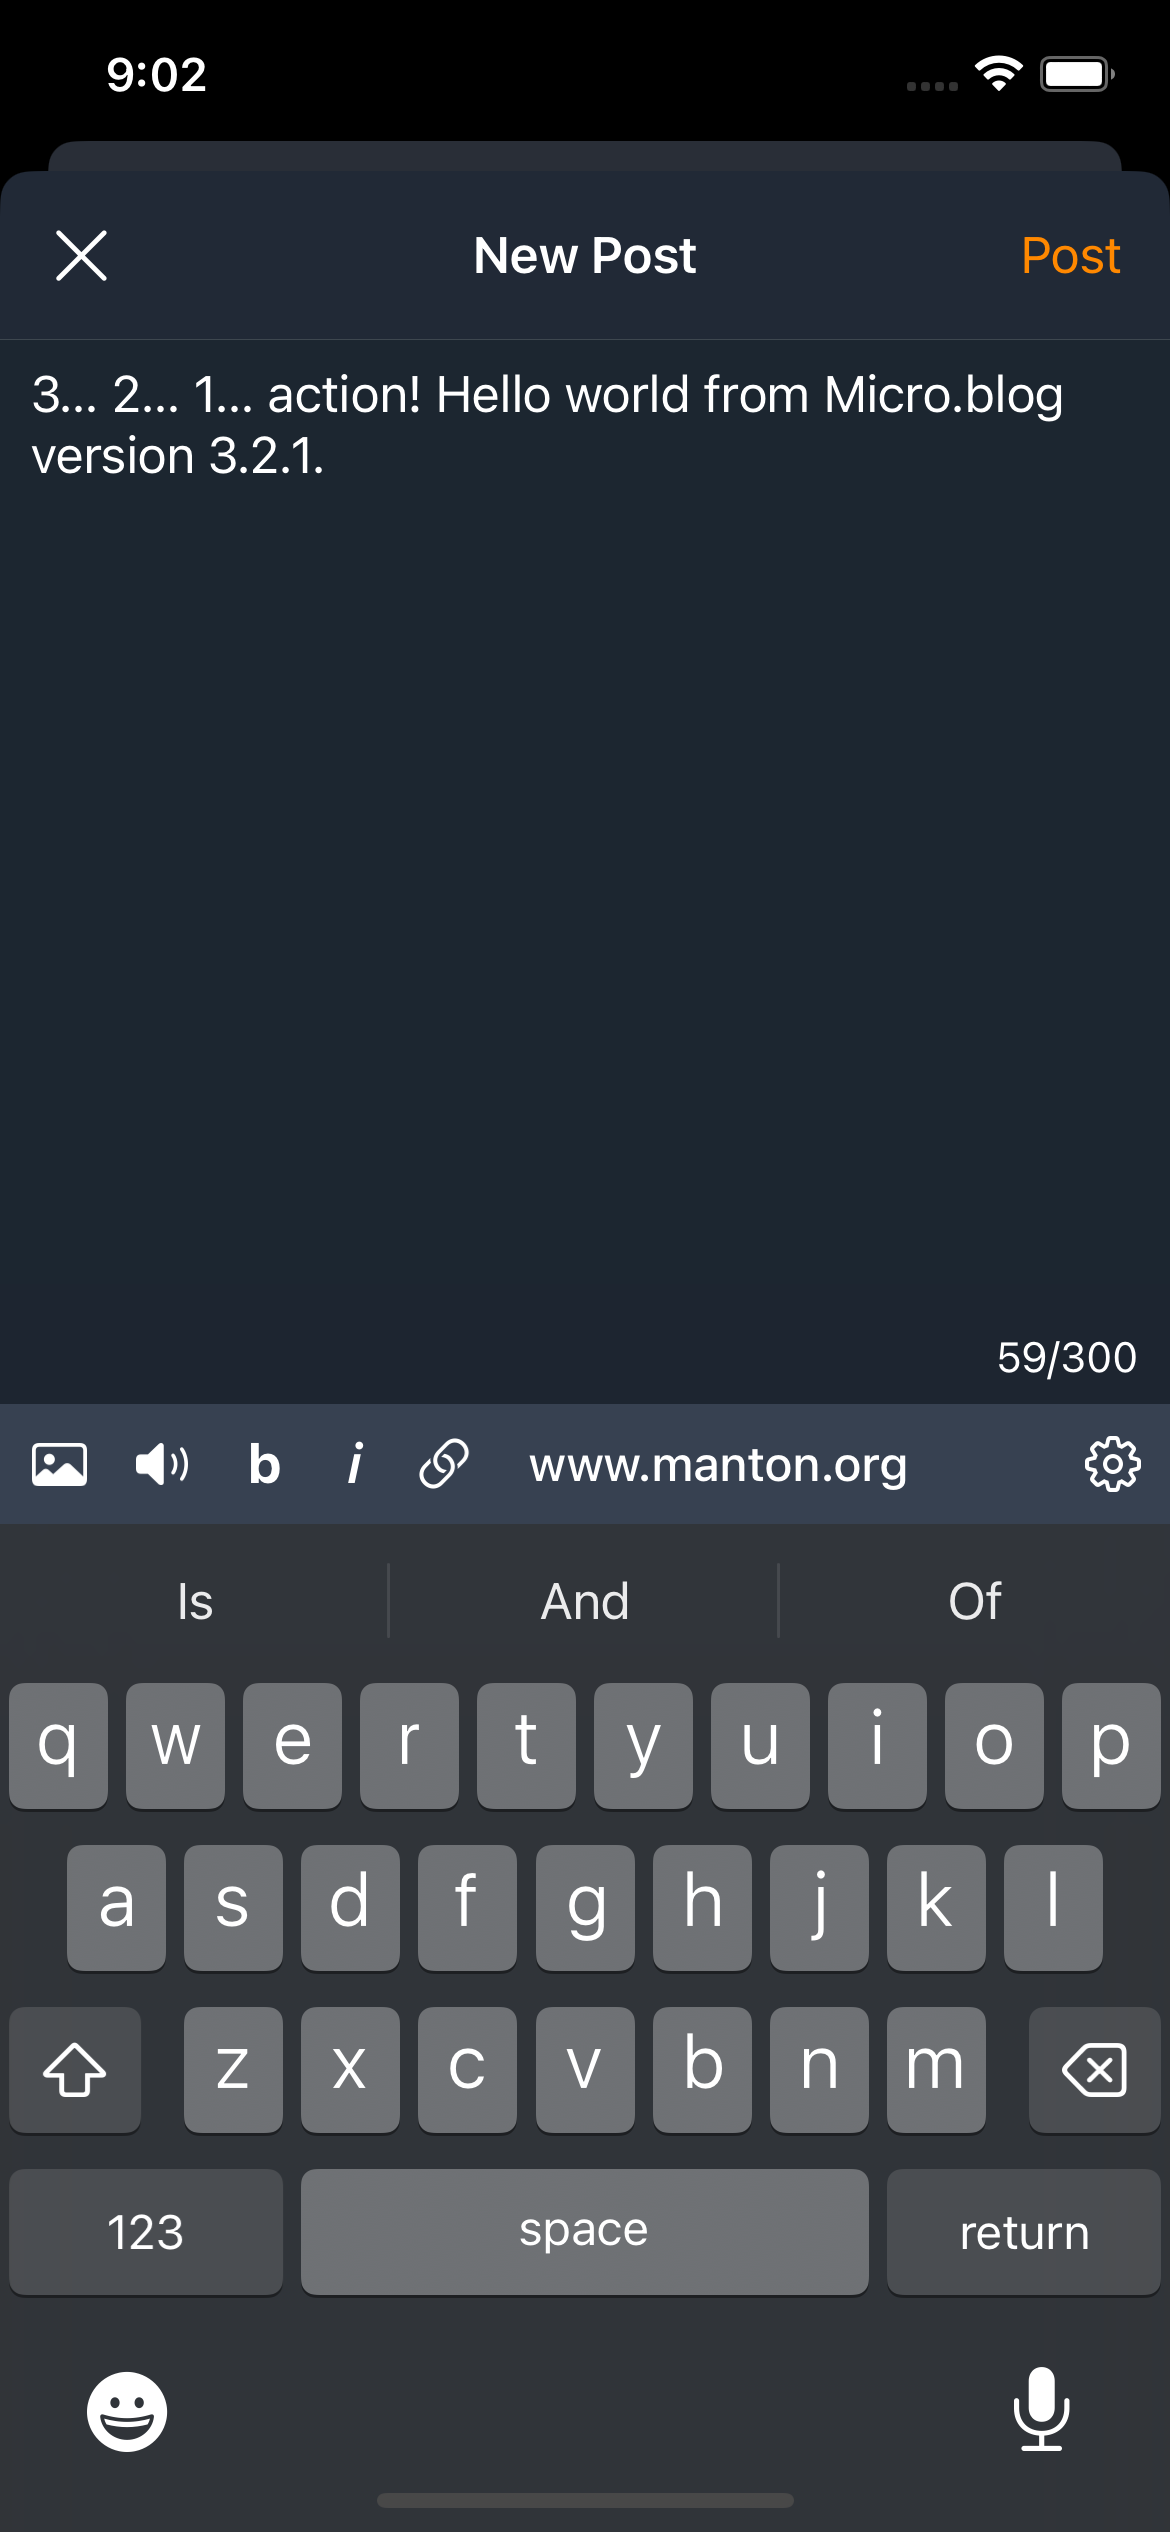 9:02
New Post
Post
3... 2... 1... action! Hello world from Micro.blog
version 3.2.1.
59/300
b i www.manton.org
Is And Of
q w e r t y u i o p
a s d f g h j k l
z x c v b n m
123 space return